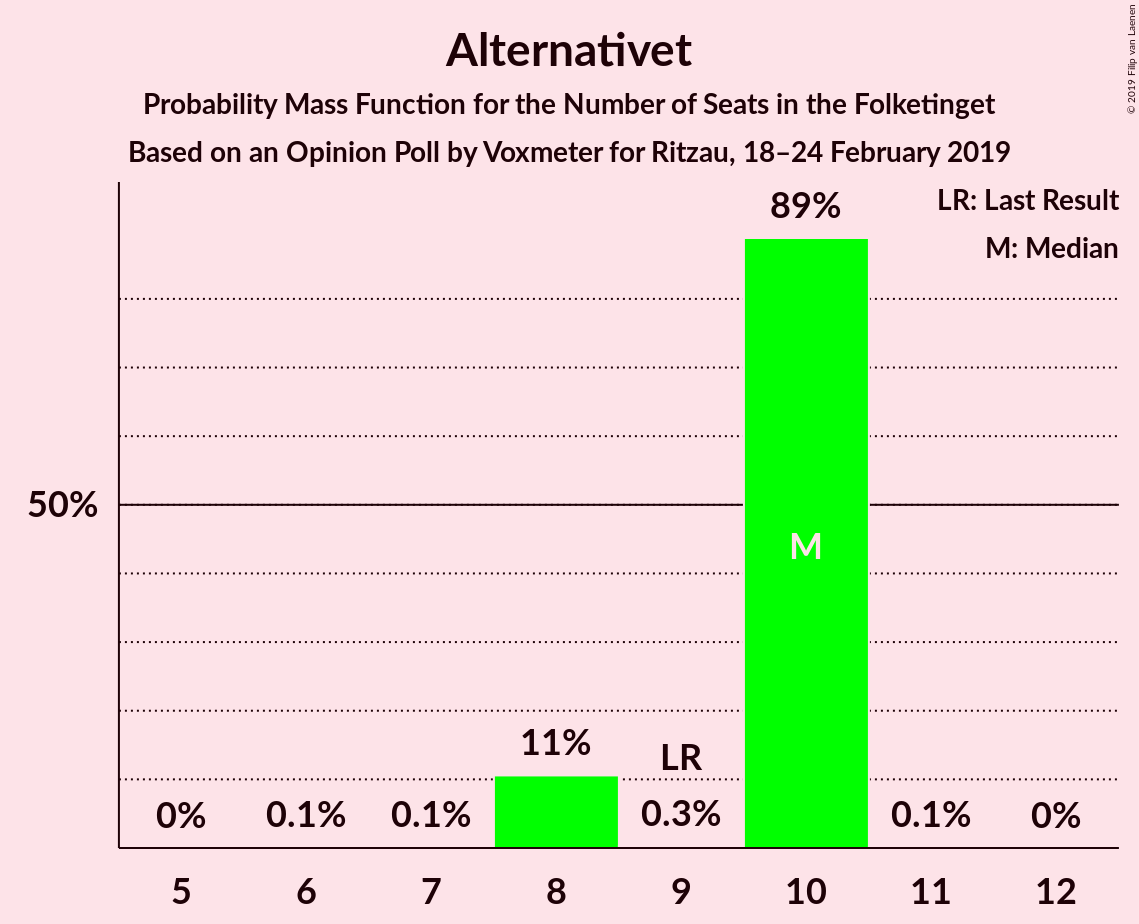 Alternativet
Probability Mass Function for the Number of Seats in the Folketinget
Based on an Opinion Poll by Voxmeter for Ritzau, 18–24 February 2019
© 2019 Filip van Laenen
LR: Last Result
M: Median
89%
50%
M
11%
LR
0% 0.1% 0.1% 0.3% 0.1% 0%
5 6 7 8 9 10 11 12